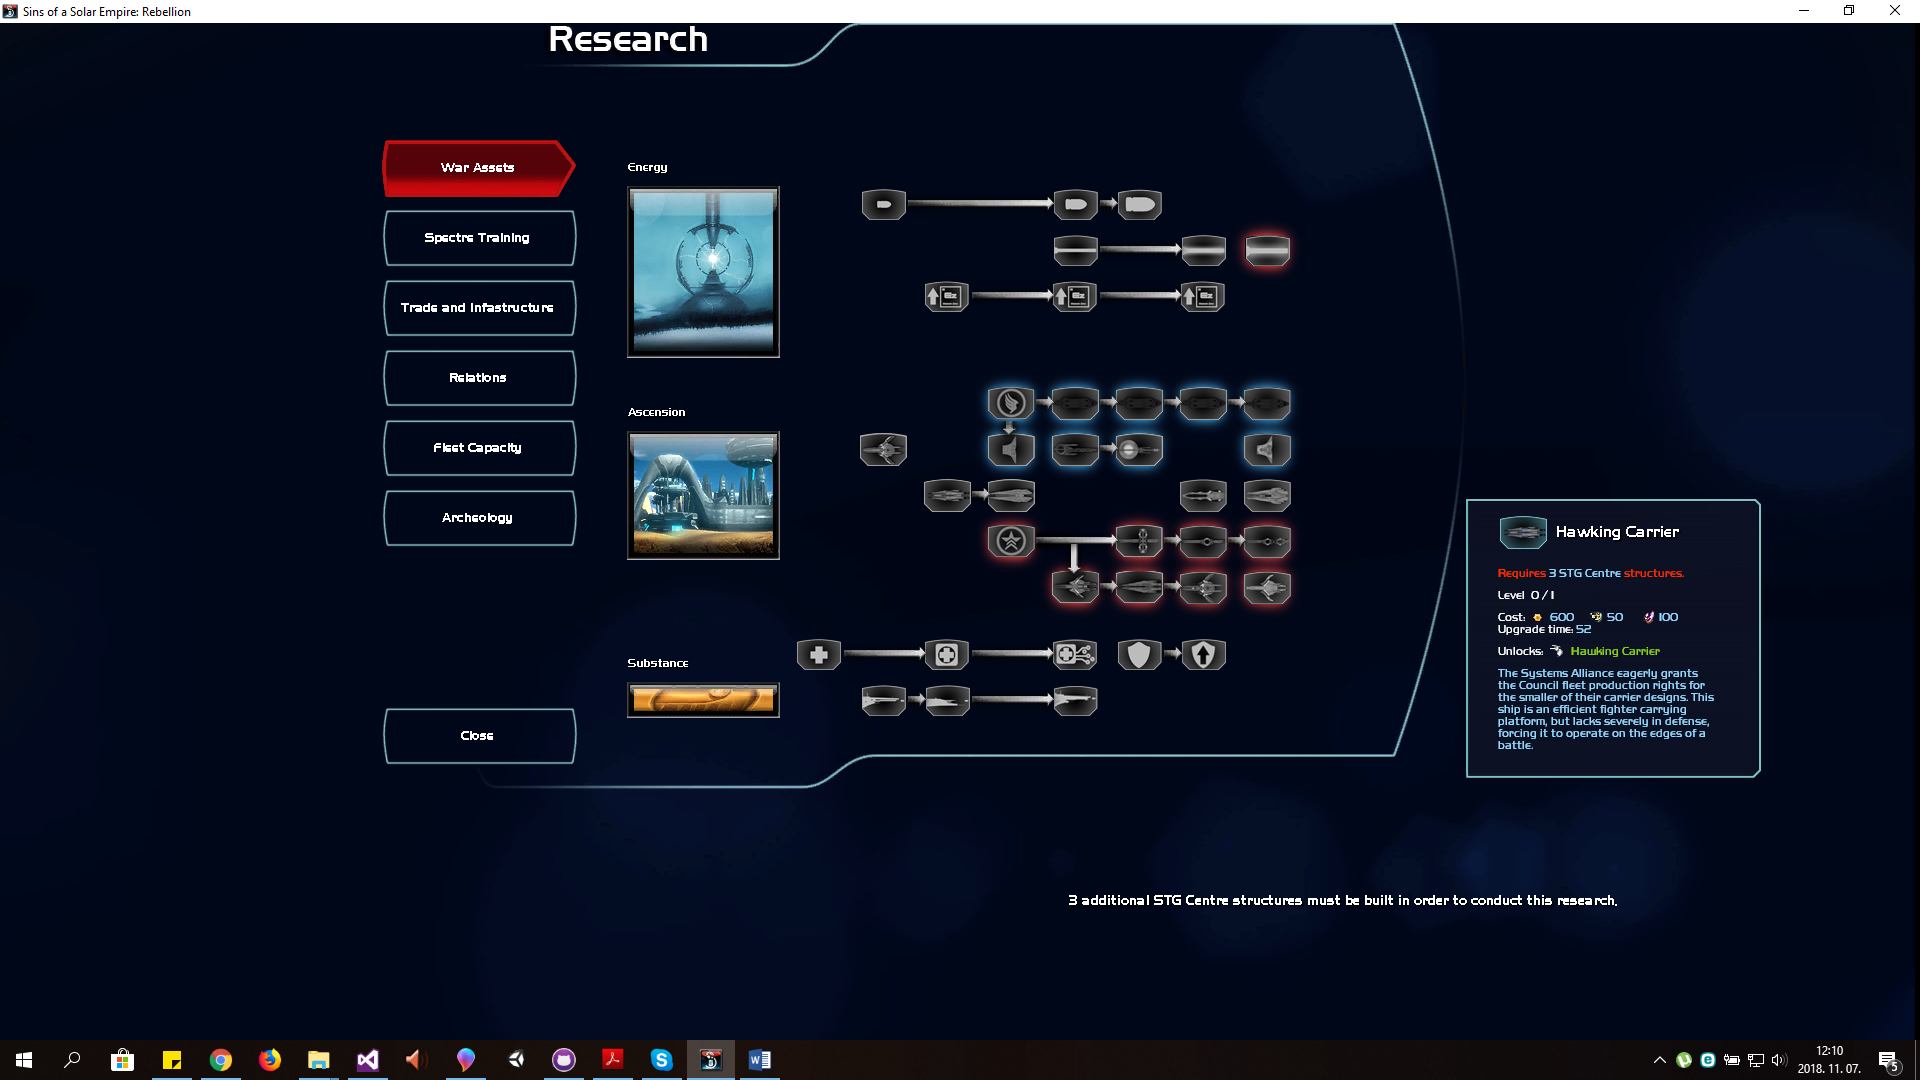 Sins of a Solar Empire: Rebellion
Research
War Assets
Spectre Training
Trade and Infastructure
Relations
Fleet Capacity
Archeology
Close
Energy
Ascension
Substance
Hawking Carrier
Requires 3 STG Centre structures.
Level 0/1
Cost: 600 50 100
Upgrade time: 52
Unlocks: Hawking Carrier
The Systems Alliance eagerly grants
the Council fleet production rights for
the smaller of their carrier designs. This
ship is an efficient fighter carrying
platform, but lacks severely in defense,
forcing it to operate on the edges of a
battle.
3 additional STG Centre structures must be built in order to conduct this research.
12:10
2018. 11. 07.
5